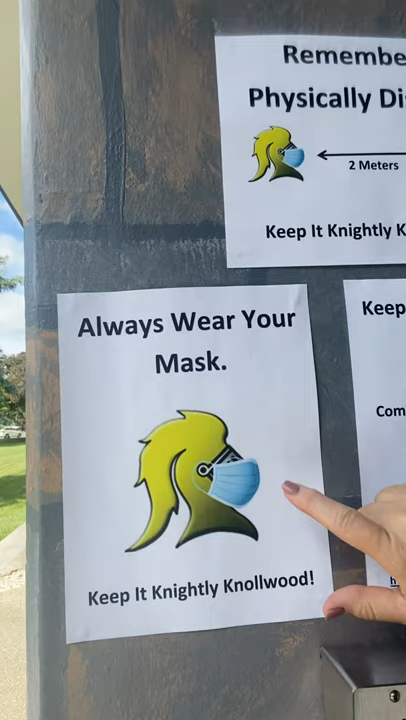 Remembe
Physically Di
2 Meters
Keep It Knightly K
Always Wear Your
Mask.
Keep It Knightly Knollwood!
Keep
Com
h